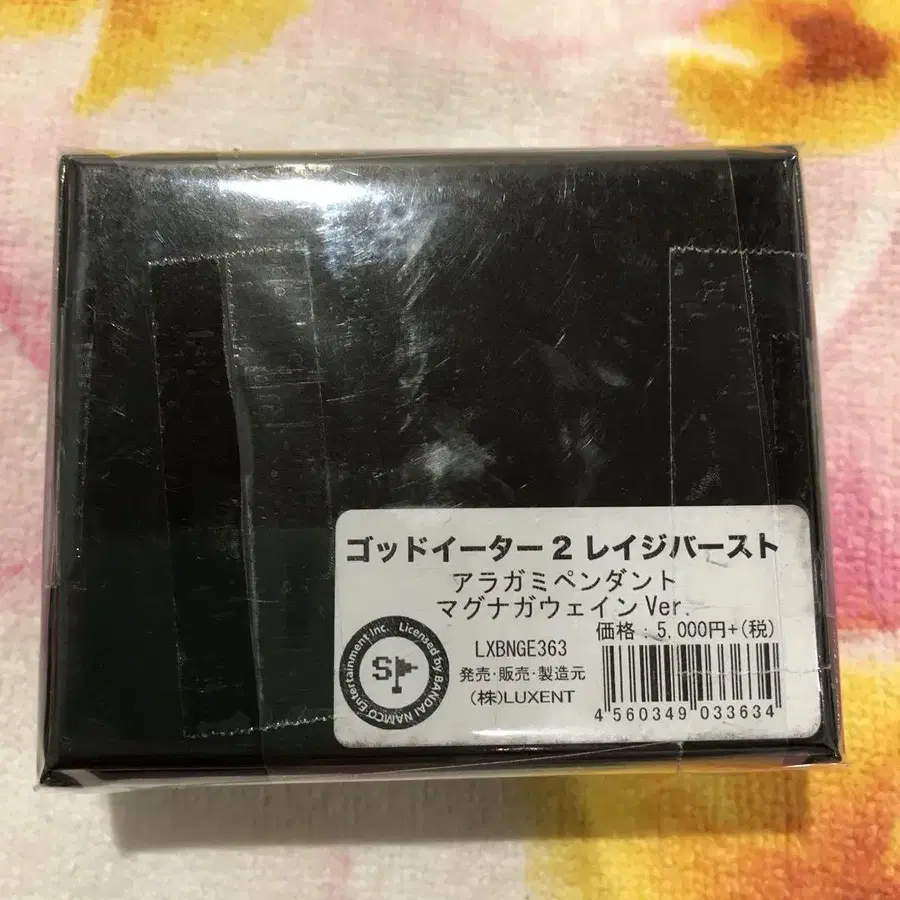 ゴッドイーター2 レイジバースト
アラガミペンダント
マグナガウェインVer.
価格:5,000円+(税)
LXBNGE363
発売・販売・製造元
(株)LUXENT
Licensed by BANDAI NAMCO Entertainment Inc.
S
4 560349 033634